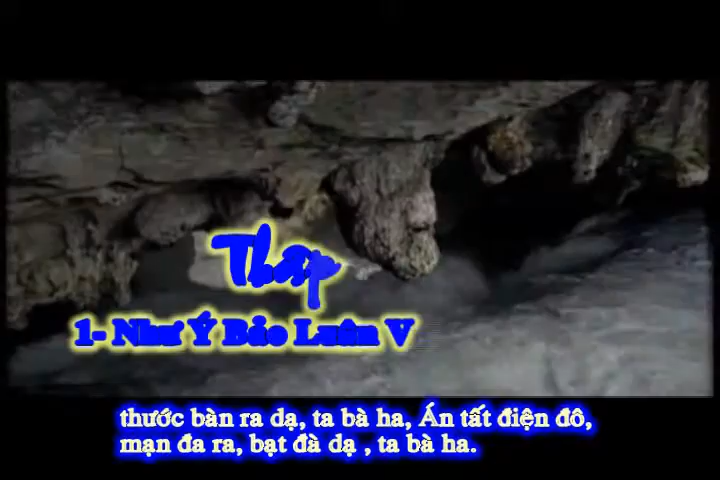 Thập
1- Như Ý Bảo Luân V
thước bàn ra dạ, ta bà ha, Án tất điện đô,
mạn đa ra, bạt đà dạ , ta bà ha.